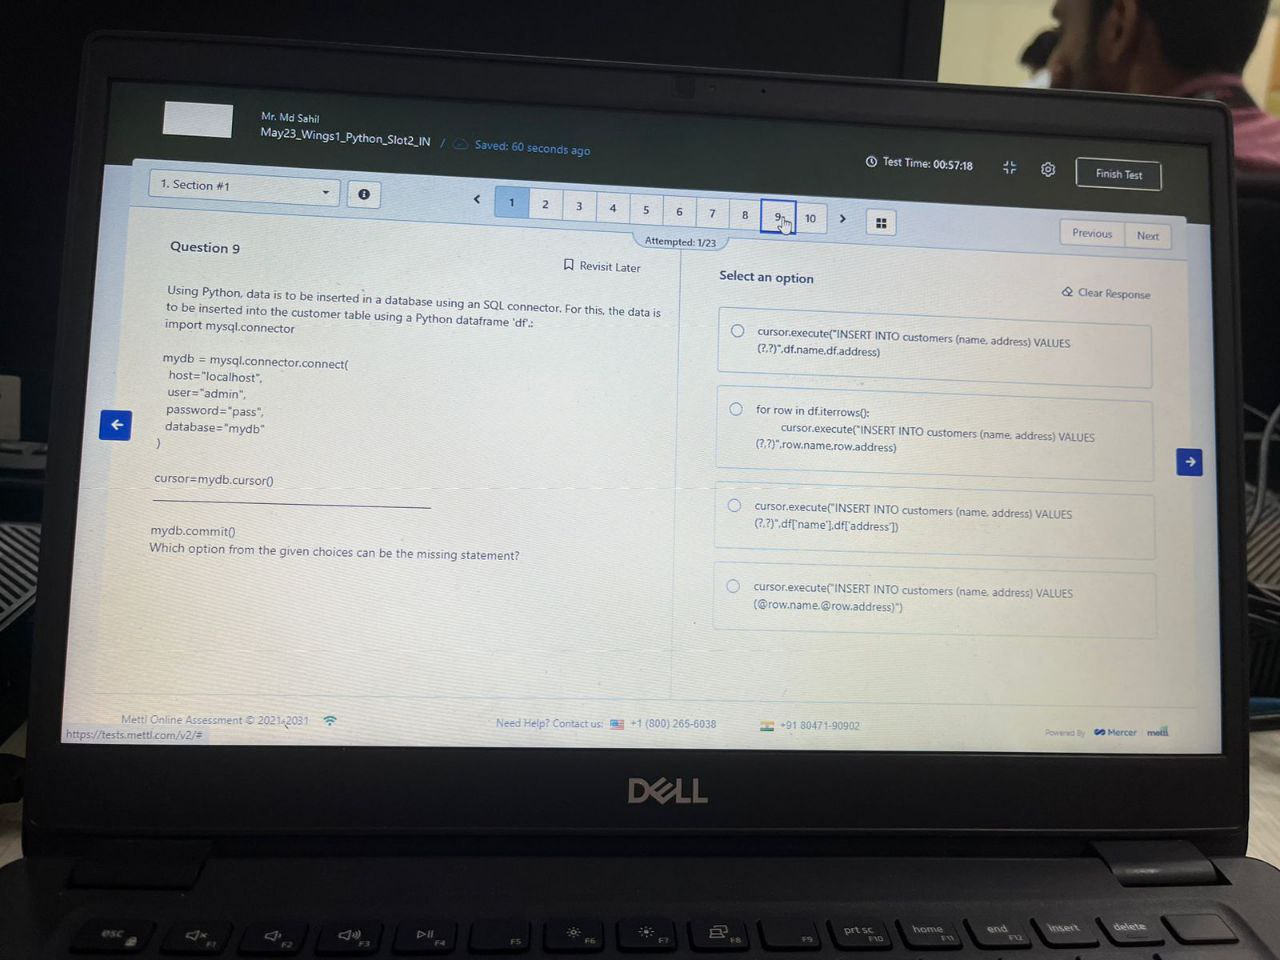 Mr. Md Sahil
May23_Wings1_Python_Slot2_IN / Saved: 60 seconds ago
Test Time: 00:57:18
Finish Test
1. Section #1
1 2 3 4 5 6 7 8 9 10
Previous Next
Attempted: 1/23
Question 9
Revisit Later
Using Python, data is to be inserted in a database using an SQL connector. For this, the data is
to be inserted into the customer table using a Python dataframe 'df'.:
import mysql.connector
mydb = mysql.connector.connect(
host="localhost",
user="admin",
password="pass",
database="mydb"
)
cursor=mydb.cursor()
mydb.commit()
Which option from the given choices can be the missing statement?
Select an option
Clear Response
cursor.execute("INSERT INTO customers (name, address) VALUES
(?,?)",df.name,df.address)
for row in df.iterrows():
cursor.execute("INSERT INTO customers (name, address) VALUES
(?,?)",row.name,row.address)
cursor.execute("INSERT INTO customers (name, address) VALUES
(?,?)",df['name'],df['address'])
cursor.execute("INSERT INTO customers (name, address) VALUES
(@row.name,@row.address)")
Mettl Online Assessment © 2021-2031
Need Help? Contact us: +1 (800) 265-6038
+91 80471-90902
Powered By Mercer mettl
https://tests.mettl.com/v2/#
DELL
esc
F1
F2
F3
F4
F5
F6
F7
F8
F9
prt sc
F10
home
F11
end
F12
insert
delete